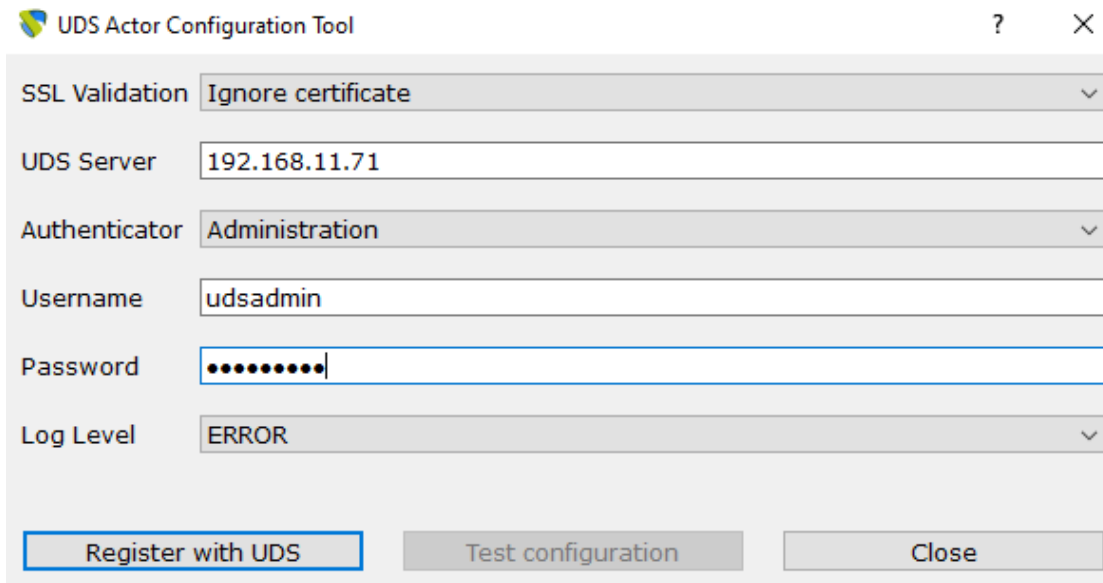 UDS Actor Configuration Tool ? ×
SSL Validation Ignore certificate
UDS Server 192.168.11.71
Authenticator Administration
Username udsadmin
Password •••••••••
Log Level ERROR
Register with UDS Test configuration Close